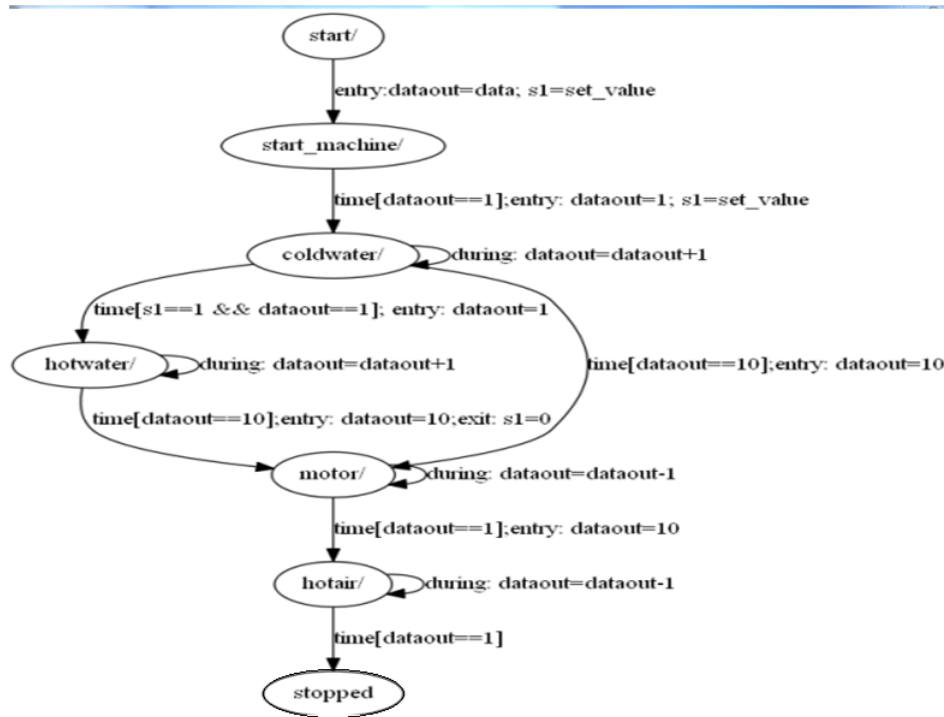 start/
entry:dataout=data; s1=set_value
start_machine/
time[dataout==1];entry: dataout=1; s1=set_value
coldwater/
during: dataout=dataout+1
time[s1==1 && dataout==1]; entry: dataout=1
hotwater/
during: dataout=dataout+1
time[dataout==10];entry: dataout=10
time[dataout==10];entry: dataout=10;exit: s1=0
motor/
during: dataout=dataout-1
time[dataout==1];entry: dataout=10
hotair/
during: dataout=dataout-1
time[dataout==1]
stopped